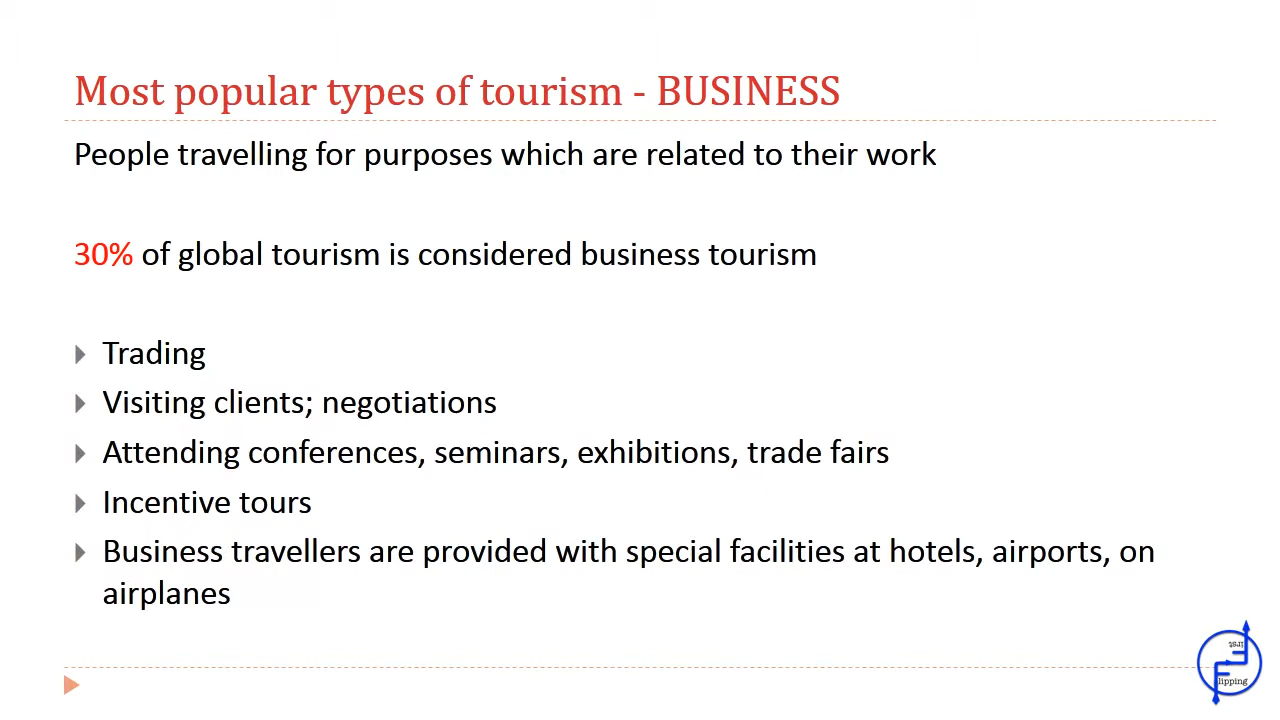 Most popular types of tourism - BUSINESS
People travelling for purposes which are related to their work
30% of global tourism is considered business tourism
Trading
Visiting clients; negotiations
Attending conferences, seminars, exhibitions, trade fairs
Incentive tours
Business travellers are provided with special facilities at hotels, airports, on
airplanes
First
Flipping